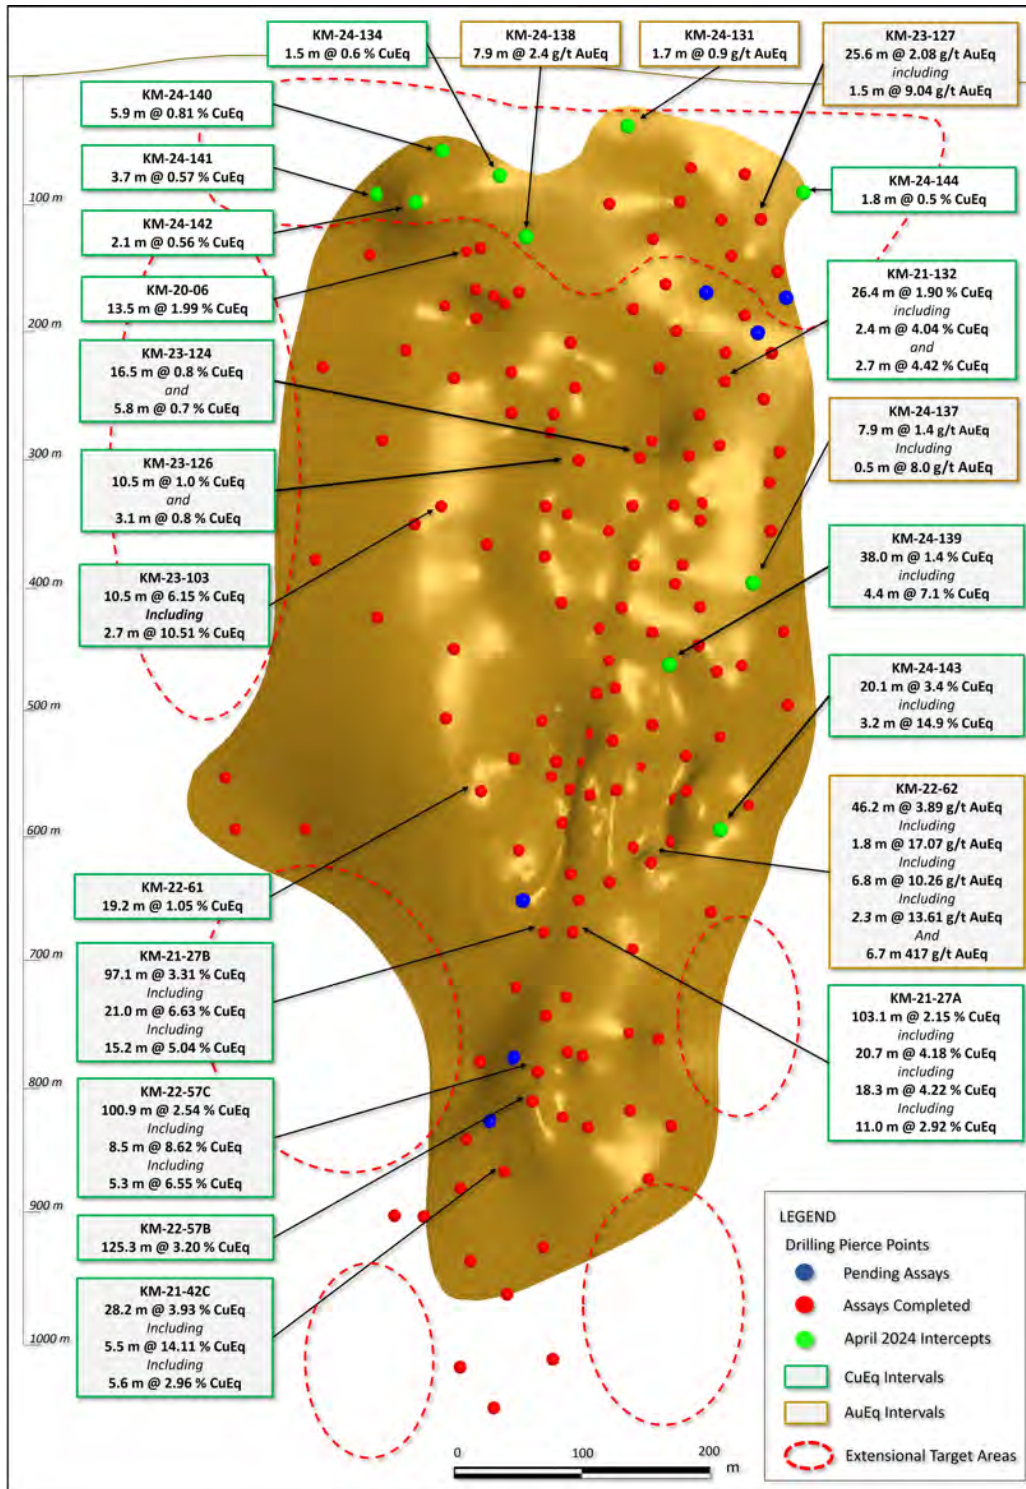 KM-24-134
1.5 m @ 0.6 % CuEq
KM-24-138
7.9 m @ 2.4 g/t AuEq
KM-24-131
1.7 m @ 0.9 g/t AuEq
KM-23-127
25.6 m @ 2.08 g/t AuEq
including
1.5 m @ 9.04 g/t AuEq
KM-24-140
5.9 m @ 0.81 % CuEq
KM-24-141
3.7 m @ 0.57 % CuEq
KM-24-142
2.1 m @ 0.56 % CuEq
KM-20-06
13.5 m @ 1.99 % CuEq
KM-23-124
16.5 m @ 0.8 % CuEq
and
5.8 m @ 0.7 % CuEq
KM-23-126
10.5 m @ 1.0 % CuEq
and
3.1 m @ 0.8 % CuEq
KM-23-103
10.5 m @ 6.15 % CuEq
Including
2.7 m @ 10.51 % CuEq
KM-22-61
19.2 m @ 1.05 % CuEq
KM-21-27B
97.1 m @ 3.31 % CuEq
Including
21.0 m @ 6.63 % CuEq
Including
15.2 m @ 5.04 % CuEq
KM-22-57C
100.9 m @ 2.54 % CuEq
Including
8.5 m @ 8.62 % CuEq
Including
5.3 m @ 6.55 % CuEq
KM-22-57B
125.3 m @ 3.20 % CuEq
KM-21-42C
28.2 m @ 3.93 % CuEq
Including
5.5 m @ 14.11 % CuEq
Including
5.6 m @ 2.96 % CuEq
KM-24-144
1.8 m @ 0.5 % CuEq
KM-21-132
26.4 m @ 1.90 % CuEq
including
2.4 m @ 4.04 % CuEq
and
2.7 m @ 4.42 % CuEq
KM-24-137
7.9 m @ 1.4 g/t AuEq
Including
0.5 m @ 8.0 g/t AuEq
KM-24-139
38.0 m @ 1.4 % CuEq
including
4.4 m @ 7.1 % CuEq
KM-24-143
20.1 m @ 3.4 % CuEq
including
3.2 m @ 14.9 % CuEq
KM-22-62
46.2 m @ 3.89 g/t AuEq
Including
1.8 m @ 17.07 g/t AuEq
Including
6.8 m @ 10.26 g/t AuEq
Including
2.3 m @ 13.61 g/t AuEq
And
6.7 m 417 g/t AuEq
KM-21-27A
103.1 m @ 2.15 % CuEq
including
20.7 m @ 4.18 % CuEq
including
18.3 m @ 4.22 % CuEq
Including
11.0 m @ 2.92 % CuEq
100 m
200 m
300 m
400 m
500 m
600 m
700 m
800 m
900 m
1000 m
LEGEND
Drilling Pierce Points
Pending Assays
Assays Completed
April 2024 Intercepts
CuEq Intervals
AuEq Intervals
Extensional Target Areas
0 100 200
m